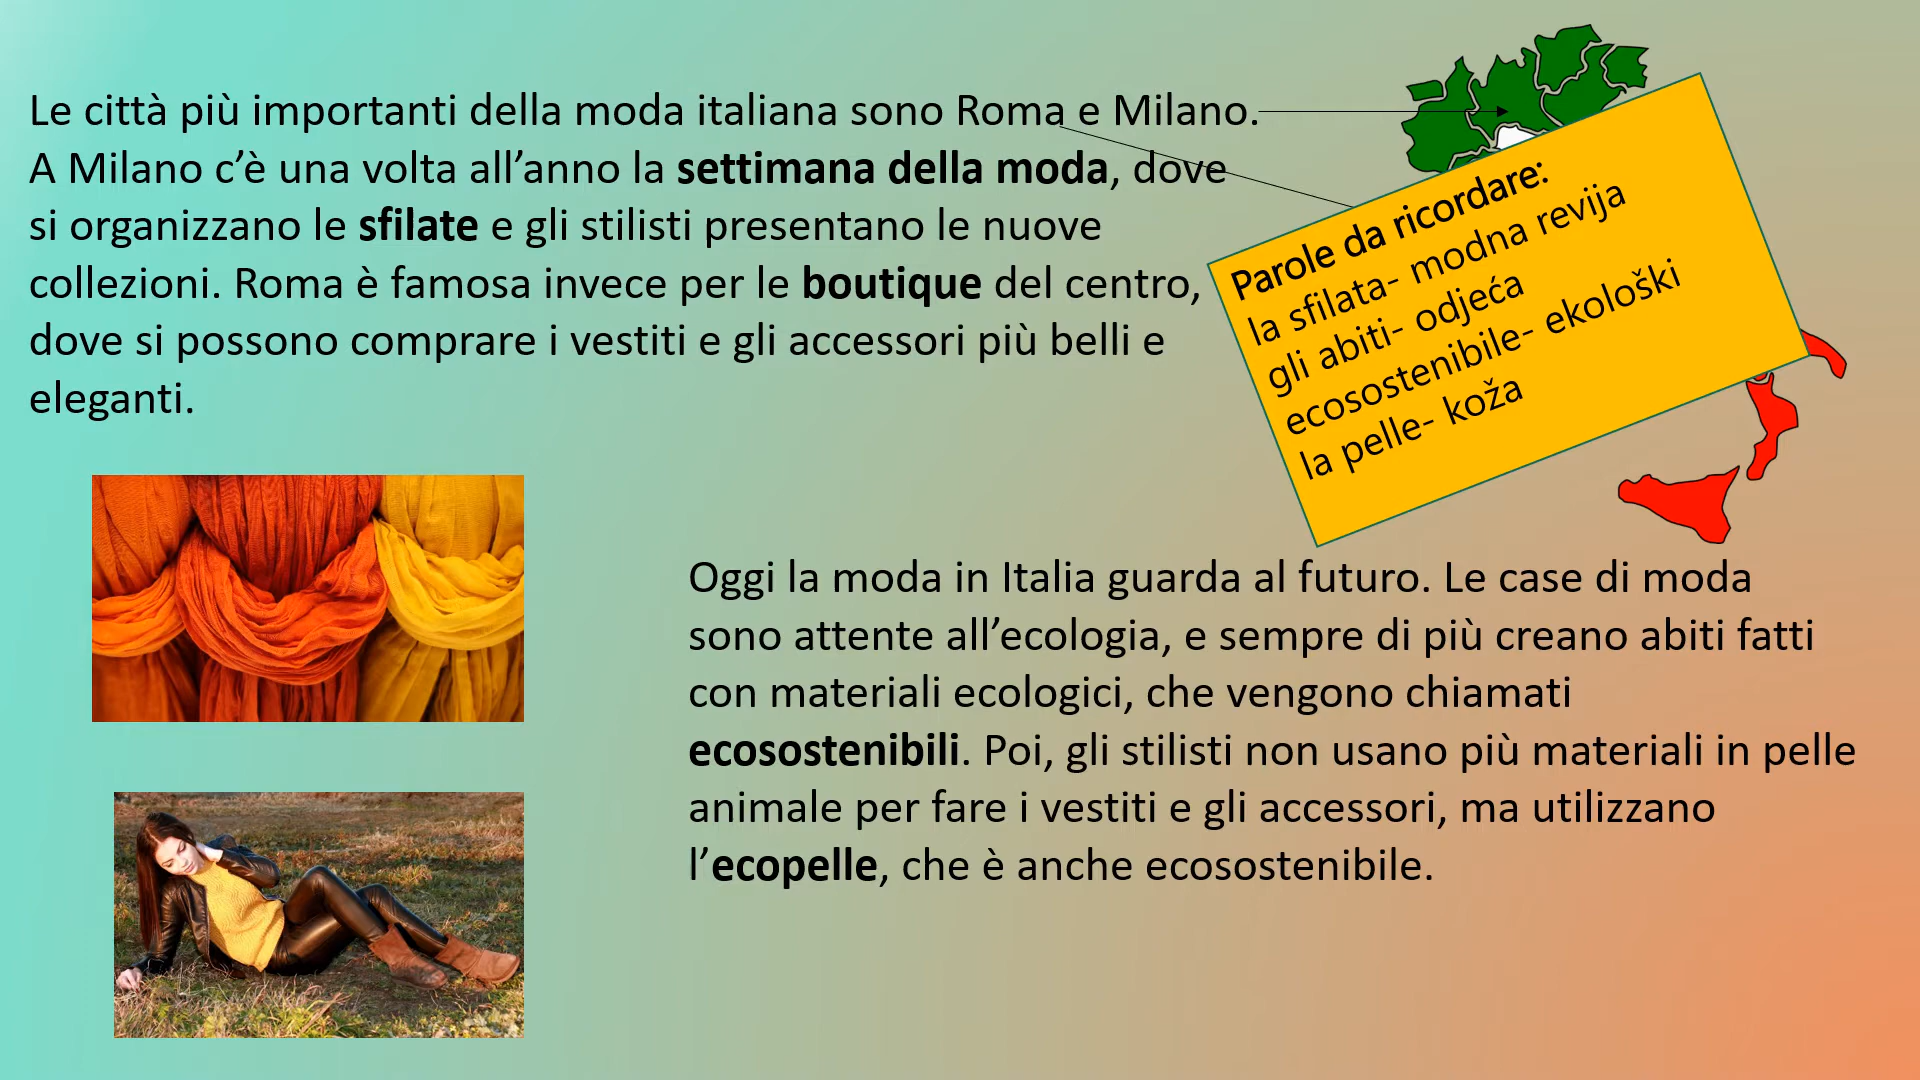 Le città più importanti della moda italiana sono Roma e Milano.
A Milano c’è una volta all’anno la settimana della moda, dove
si organizzano le sfilate e gli stilisti presentano le nuove
collezioni. Roma è famosa invece per le boutique del centro,
dove si possono comprare i vestiti e gli accessori più belli e
eleganti.
Parole da ricordare:
la sfilata- modna revija
gli abiti- odjeća
ecosostenibile- ekološki
la pelle- koža
Oggi la moda in Italia guarda al futuro. Le case di moda
sono attente all’ecologia, e sempre di più creano abiti fatti
con materiali ecologici, che vengono chiamati
ecosostenibili. Poi, gli stilisti non usano più materiali in pelle
animale per fare i vestiti e gli accessori, ma utilizzano
l’ecopelle, che è anche ecosostenibile.